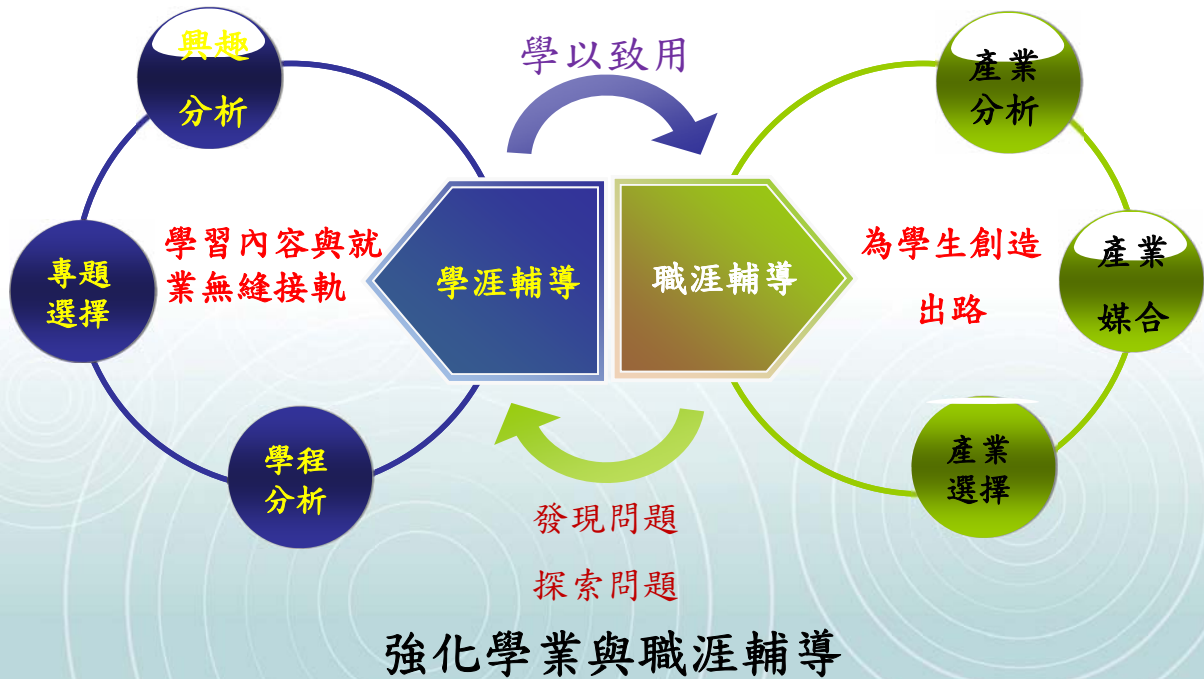 興趣
分析
學以致用
產業
分析
專題
選擇
學習內容與就
業無縫接軌
學涯輔導
職涯輔導
為學生創造
出路
產業
媒合
學程
分析
產業
選擇
發現問題
探索問題
強化學業與職涯輔導